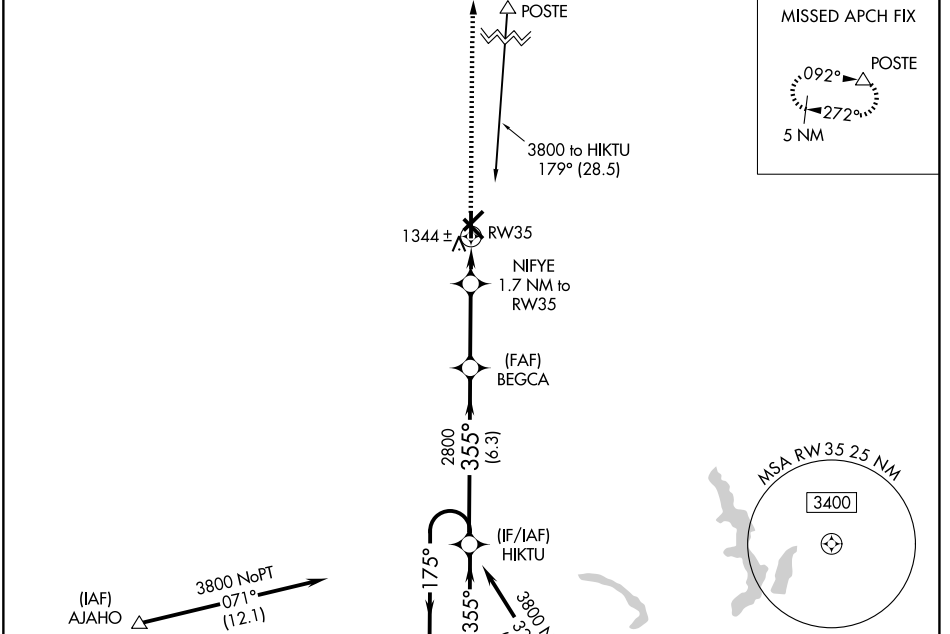 POSTE
MISSED APCH FIX
POSTE
092°
272°
5 NM
3800 to HIKTU
179° (28.5)
1344 ±
RW35
NIFYE
1.7 NM to
RW35
(FAF)
BEGCA
2800
355°
(6.3)
MSA RW35 25 NM
3400
(IF/IAF)
HIKTU
175°
355°
3800 NoPT
071°
(12.1)
(IAF)
AJAHO
3800